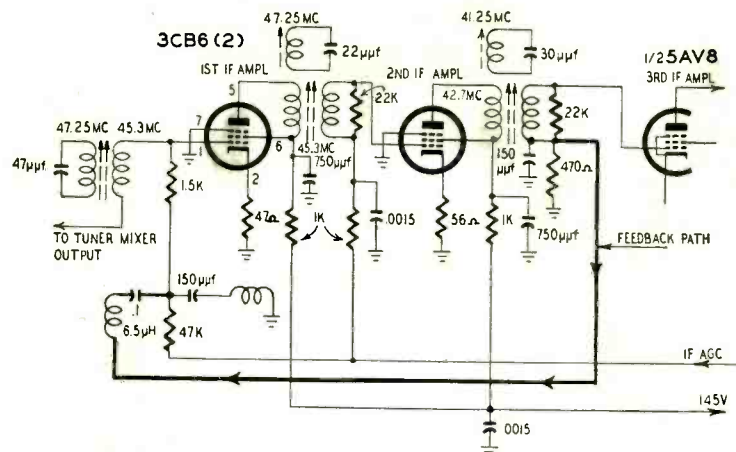 47.25MC
41.25MC
3CB6(2)
22µµf
30µµf
1/2 5AV8
1ST IF AMPL
2ND IF AMPL
3RD IF AMPL
5
22K
42.7MC
22K
47.25MC
45.3MC
7
1
6
47µµf
45.3MC
750µµf
150
µµf
470Ω
1.5K
2
47Ω
1K
.0015
56Ω
1K
750µµf
FEEDBACK PATH
TO TUNER MIXER
OUTPUT
150µµf
.1
6.5µH
47K
IF AGC
145V
.0015